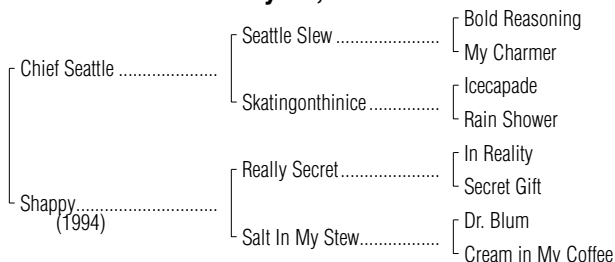 Bold Reasoning
Seattle Slew ....................
My Charmer
Chief Seattle ....................
Icecapade
Skatingonthinice ..............
Rain Shower
In Reality
Really Secret ...................
Secret Gift
Shappy............................
(1994)
Dr. Blum
Salt In My Stew................
Cream in My Coffee